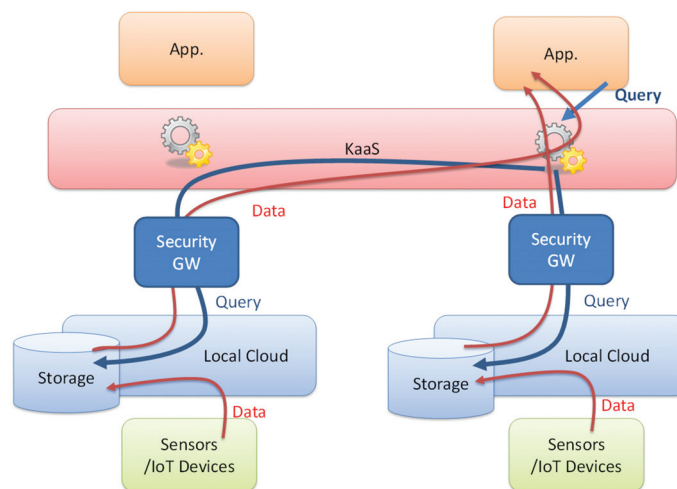 App.
App.
Query
KaaS
Data
Data
Security
GW
Security
GW
Query
Query
Local Cloud
Local Cloud
Storage
Storage
Data
Data
Sensors
/IoT Devices
Sensors
/IoT Devices